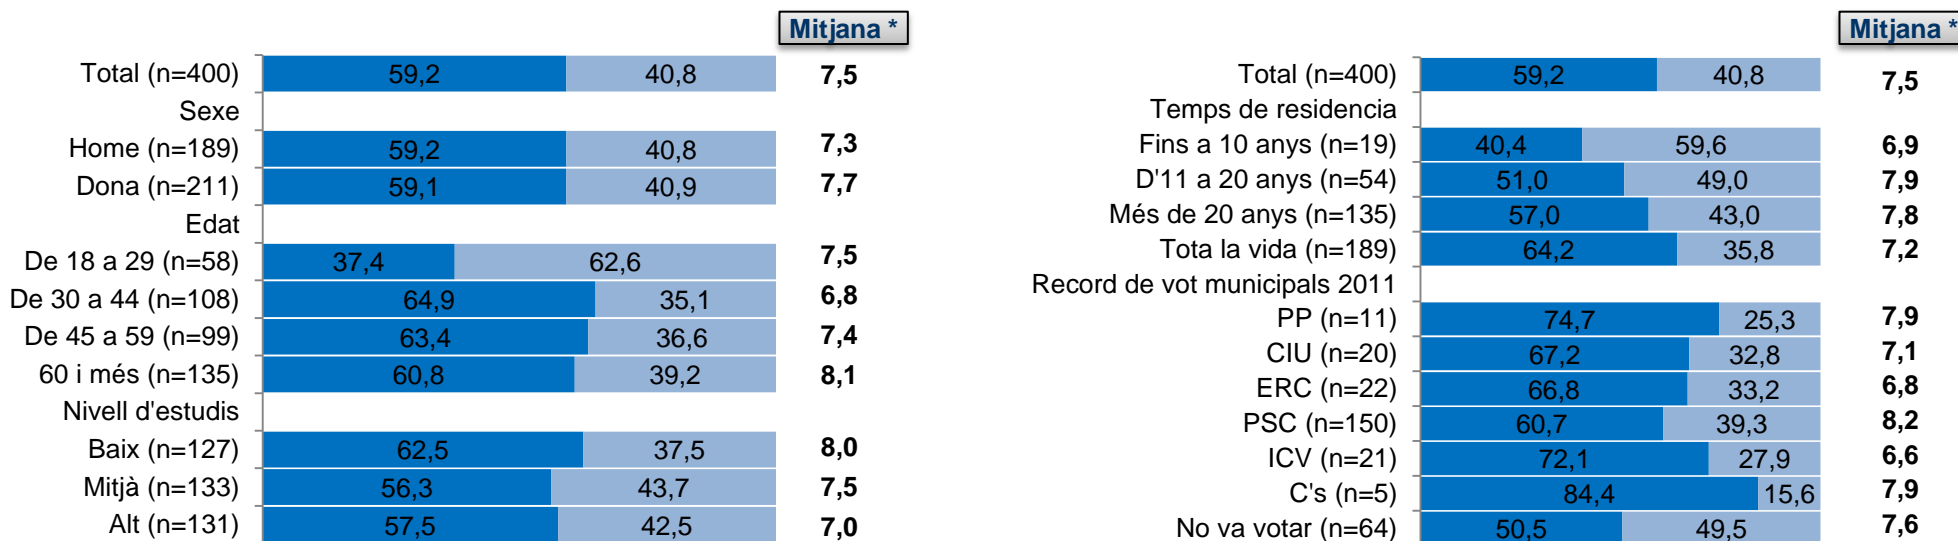 Mitjana *
Total (n=400) 59,2 40,8 7,5
Sexe
Home (n=189) 59,2 40,8 7,3
Dona (n=211) 59,1 40,9 7,7
Edat
De 18 a 29 (n=58) 37,4 62,6 7,5
De 30 a 44 (n=108) 64,9 35,1 6,8
De 45 a 59 (n=99) 63,4 36,6 7,4
60 i més (n=135) 60,8 39,2 8,1
Nivell d'estudis
Baix (n=127) 62,5 37,5 8,0
Mitjà (n=133) 56,3 43,7 7,5
Alt (n=131) 57,5 42,5 7,0
Mitjana *
Total (n=400) 59,2 40,8 7,5
Temps de residencia
Fins a 10 anys (n=19) 40,4 59,6 6,9
D'11 a 20 anys (n=54) 51,0 49,0 7,9
Més de 20 anys (n=135) 57,0 43,0 7,8
Tota la vida (n=189) 64,2 35,8 7,2
Record de vot municipals 2011
PP (n=11) 74,7 25,3 7,9
CIU (n=20) 67,2 32,8 7,1
ERC (n=22) 66,8 33,2 6,8
PSC (n=150) 60,7 39,3 8,2
ICV (n=21) 72,1 27,9 6,6
C's (n=5) 84,4 15,6 7,9
No va votar (n=64) 50,5 49,5 7,6